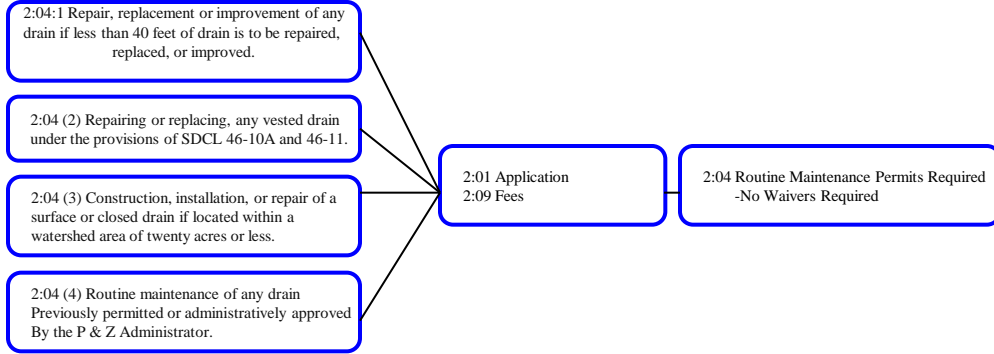 2:04:1 Repair, replacement or improvement of any
drain if less than 40 feet of drain is to be repaired,
replaced, or improved.
2:04 (2) Repairing or replacing, any vested drain
under the provisions of SDCL 46-10A and 46-11.
2:04 (3) Construction, installation, or repair of a
surface or closed drain if located within a
watershed area of twenty acres or less.
2:04 (4) Routine maintenance of any drain
Previously permitted or administratively approved
By the P & Z Administrator.
2:01 Application
2:09 Fees
2:04 Routine Maintenance Permits Required
-No Waivers Required